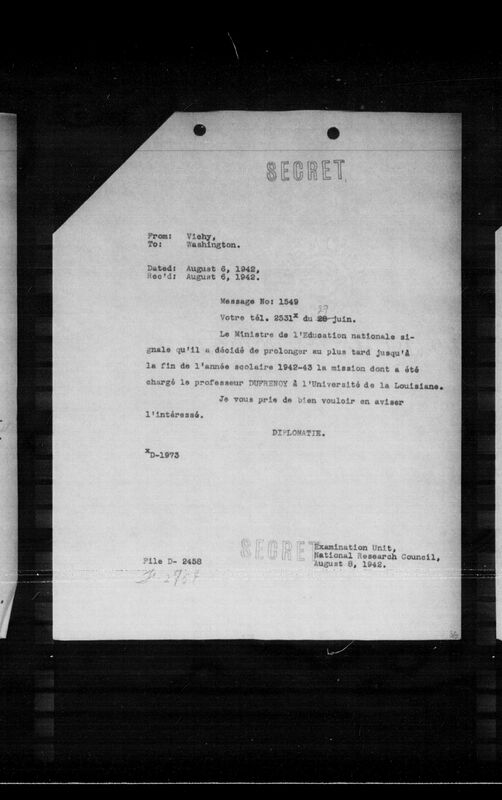 SECRET
From: Vichy,
To: Washington.
Dated: August 6, 1942,
Rec'd: August 6, 1942.
Message No: 1549
29
Votre tél. 2531x du 28 juin.
Le Ministre de l'Education nationale si-
gnale qu'il a décidé de prolonger au plus tard jusqu'à
la fin de l'année scolaire 1942-43 la mission dont a été
chargé le professeur DUFRENOY à l'Université de la Louisiane.
Je vous prie de bien vouloir en aviser
l'intéressé.
DIPLOMATIE.
xD-1973
SECRET
Examination Unit,
National Research Council,
August 8, 1942.
File D- 2458